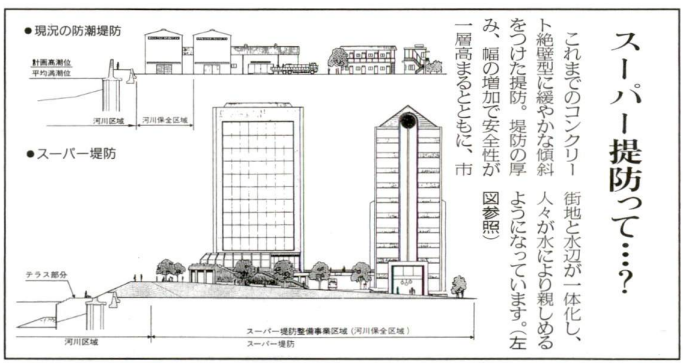 スーパー提防って…?
これまでのコンクリー
ト絶壁型に緩やかな傾斜
をつけた提防。堤防の厚
み、幅の増加で安全性が
一層高まるとともに、市
街地と水辺が一体化し、
人々が水により親しめる
ようになっています。(左
図参照)
●現況の防潮堤防
計画高潮位
平均満潮位
河川区域
河川保全区域
●スーパー堤防
テラス部分
河川区域
スーパー堤防整備事業区域(河川保全区域)
スーパー堤防